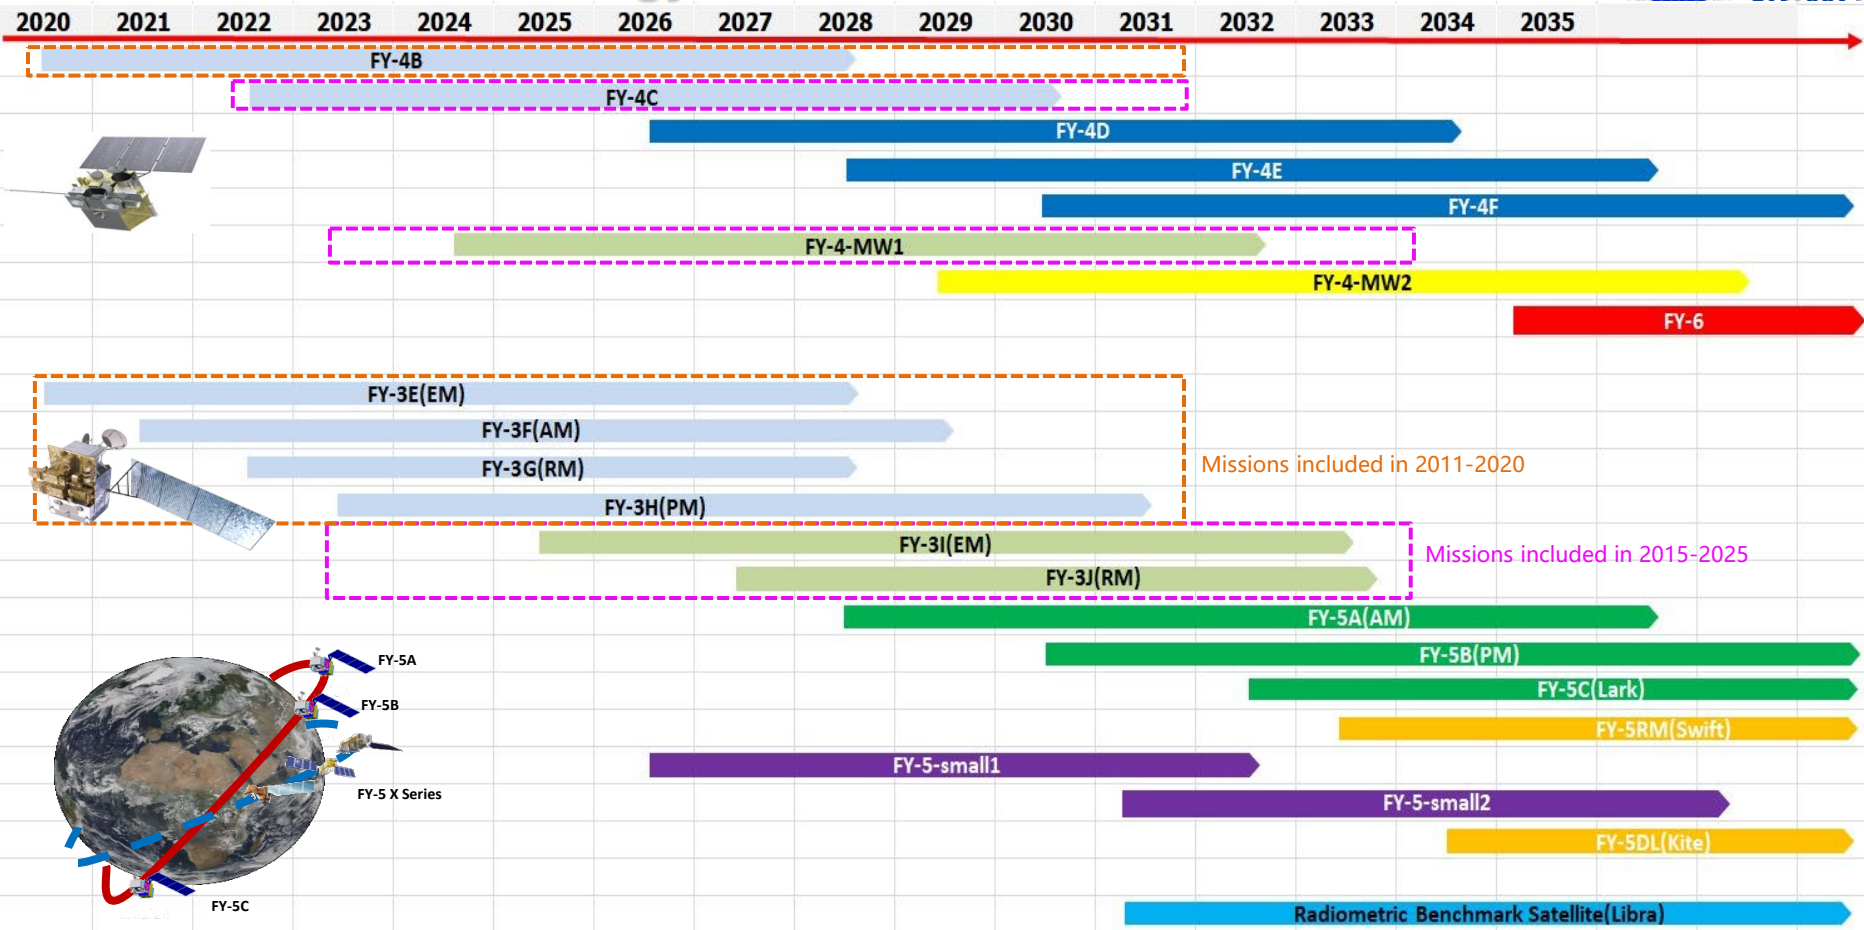 2020 2021 2022 2023 2024 2025 2026 2027 2028 2029 2030 2031 2032 2033 2034 2035
FY-4B
FY-4C
FY-4D
FY-4E
FY-4F
FY-4-MW1
FY-4-MW2
FY-6
FY-3E(EM)
FY-3F(AM)
FY-3G(RM)
Missions included in 2011-2020
FY-3H(PM)
FY-3I(EM)
Missions included in 2015-2025
FY-3J(RM)
FY-5A(AM)
FY-5B(PM)
FY-5C(Lark)
FY-5RM(Swift)
FY-5-small1
FY-5-small2
FY-5DL(Kite)
Radiometric Benchmark Satellite(Libra)
FY-5A
FY-5B
FY-5 X Series
FY-5C